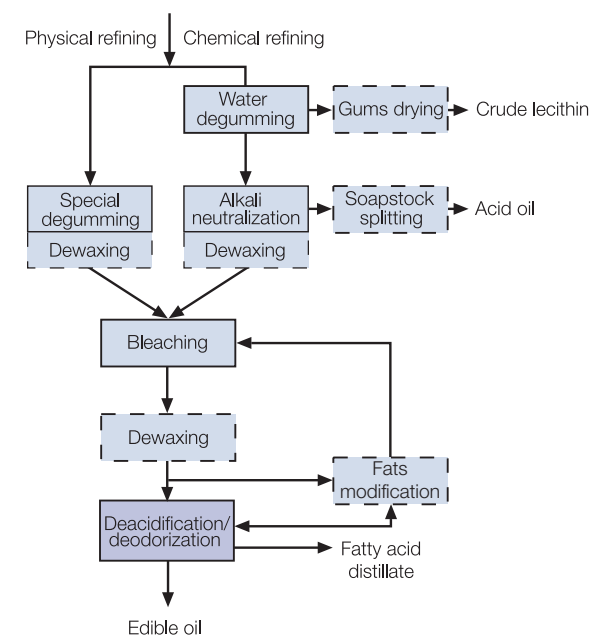 Physical refining
Chemical refining
Water
degumming
Gums drying
Crude lecithin
Special
degumming
Dewaxing
Alkali
neutralization
Dewaxing
Soapstock
splitting
Acid oil
Bleaching
Dewaxing
Fats
modification
Deacidification/
deodorization
Fatty acid
distillate
Edible oil